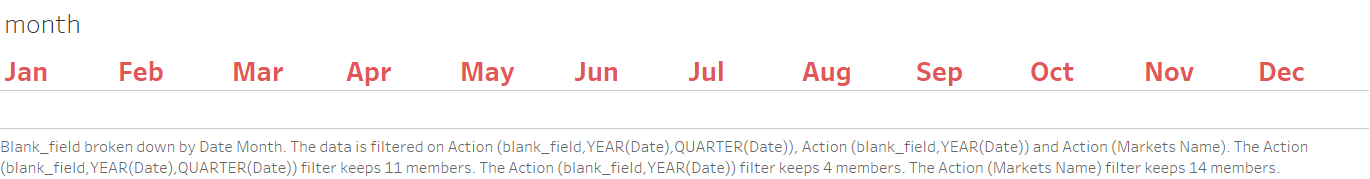 month
Jan Feb Mar Apr May Jun Jul Aug Sep Oct Nov Dec
Blank_field broken down by Date Month. The data is filtered on Action (blank_field,YEAR(Date),QUARTER(Date)), Action (blank_field,YEAR(Date)) and Action (Markets Name). The Action
(blank_field,YEAR(Date),QUARTER(Date)) filter keeps 11 members. The Action (blank_field,YEAR(Date)) filter keeps 4 members. The Action (Markets Name) filter keeps 14 members.